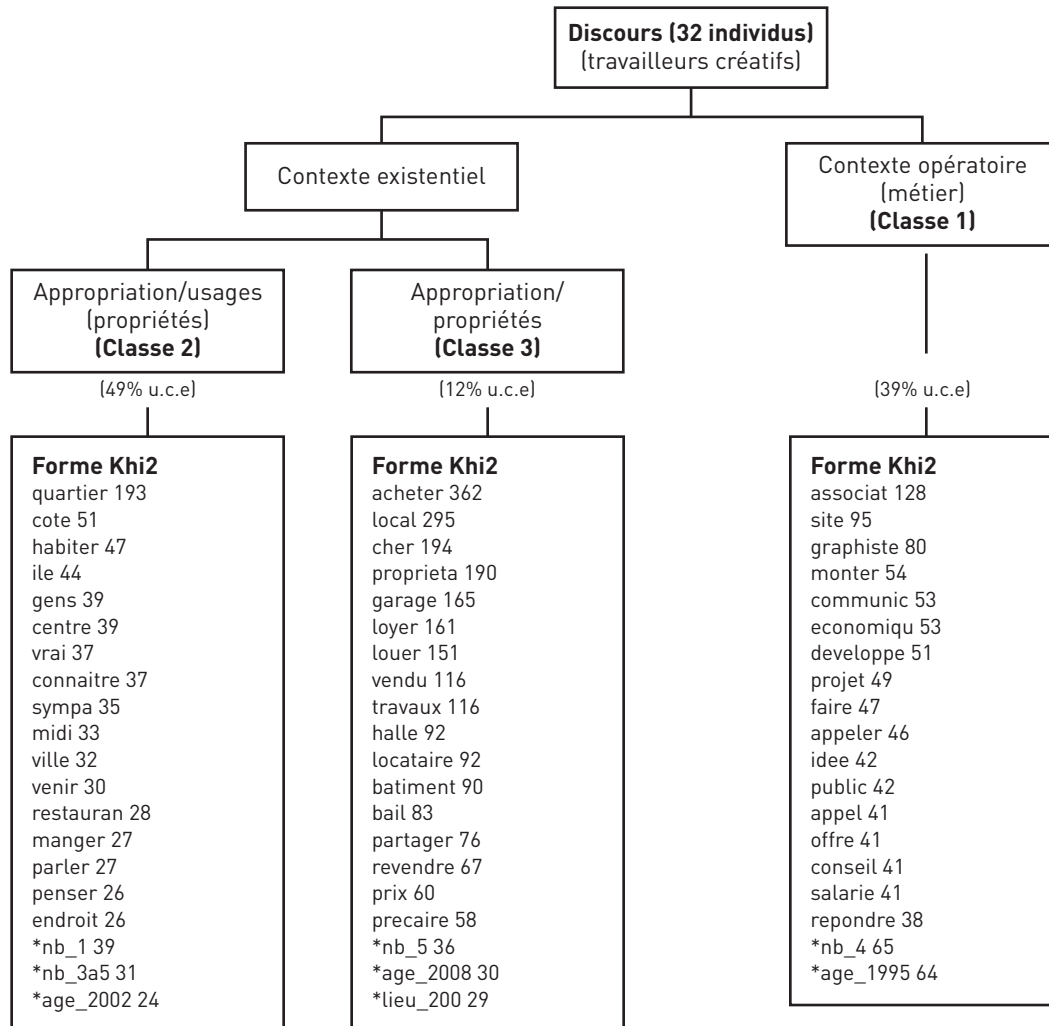 Discours (32 individus)
(travailleurs créatifs)
Contexte existentiel
Contexte opératoire
(métier)
(Classe 1)
Appropriation/usages
(propriétés)
(Classe 2)
Appropriation/
propriétés
(Classe 3)
(49% u.c.e)
(12% u.c.e)
(39% u.c.e)
Forme Khi2
quartier 193
cote 51
habiter 47
ile 44
gens 39
centre 39
vrai 37
connaitre 37
sympa 35
midi 33
ville 32
venir 30
restauran 28
manger 27
parler 27
penser 26
endroit 26
*nb_1 39
*nb_3a5 31
*age_2002 24
Forme Khi2
acheter 362
local 295
cher 194
proprieta 190
garage 165
loyer 161
louer 151
vendu 116
travaux 116
halle 92
locataire 92
batiment 90
bail 83
partager 76
revendre 67
prix 60
precaire 58
*nb_5 36
*age_2008 30
*lieu_200 29
Forme Khi2
associat 128
site 95
graphiste 80
monter 54
communic 53
economiqu 53
developpe 51
projet 49
faire 47
appeler 46
idee 42
public 42
appel 41
offre 41
conseil 41
salarie 41
repondre 38
*nb_4 65
*age_1995 64